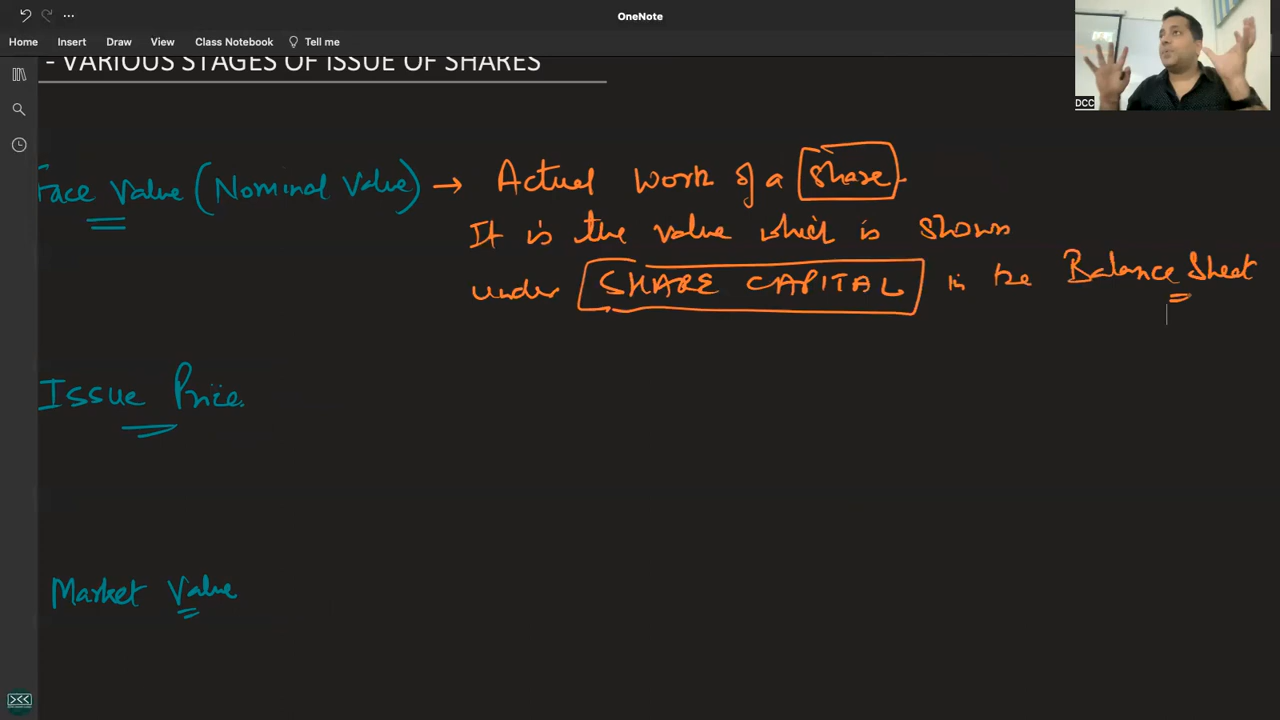 OneNote
Home Insert Draw View Class Notebook Tell me
- VARIOUS STAGES OF ISSUE OF SHARES
DCC
Face Value (Nominal Value) → Actual Work of a Share.
It is the value which is shown
under SHARE CAPITAL in the Balance Sheet
Issue Price.
Market Value
DCC